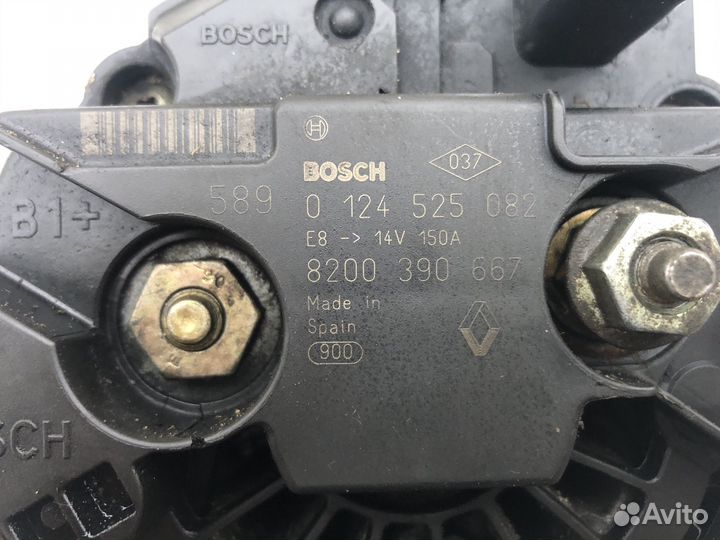 BOSCH
BOSCH
037
589 0 124 525 082
B1+
E8 -> 14V 150A
8200 390 667
Made in
Spain
900
SCH
Avito